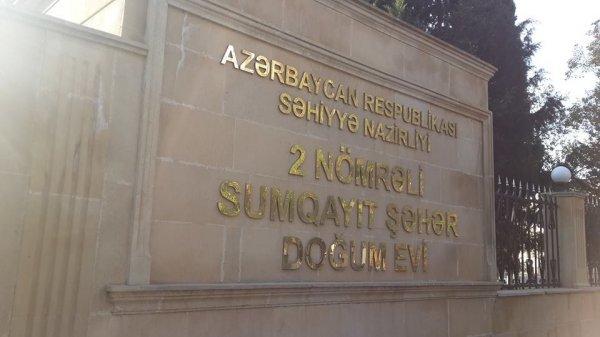 AZƏRBAYCAN RESPUBLİKASI
SƏHİYYƏ NAZİRLİYİ
2 NÖMRƏLİ
SUMQAYIT ŞƏHƏR
DOĞUM EVİ